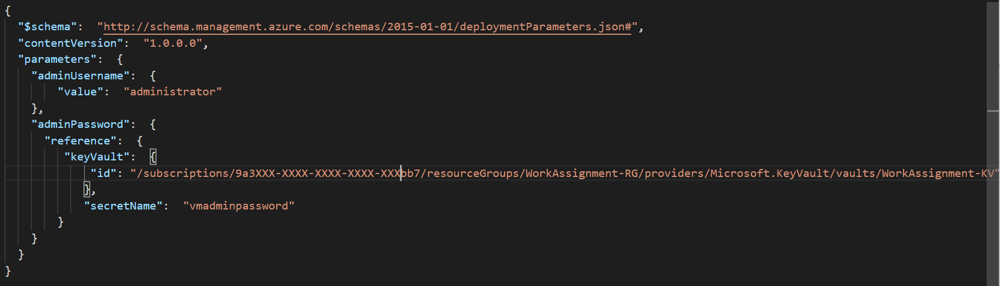 {
"$schema": "http://schema.management.azure.com/schemas/2015-01-01/deploymentParameters.json#",
"contentVersion": "1.0.0.0",
"parameters": {
"adminUsername": {
"value": "administrator"
},
"adminPassword": {
"reference": {
"keyVault": {
"id": "/subscriptions/9a3XXX-XXXX-XXXX-XXXX-XXXbb7/resourceGroups/WorkAssignment-RG/providers/Microsoft.KeyVault/vaults/WorkAssignment-KV"
},
"secretName": "vmadminpassword"
}
}
}
}